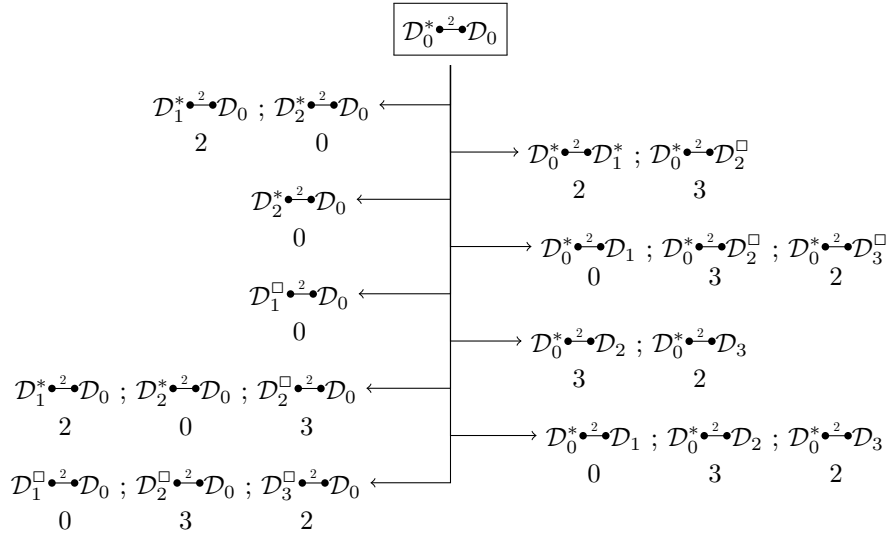 𝒟₀* •—²—• 𝒟₀
𝒟₁* •—²—• 𝒟₀ ; 𝒟₂* •—²—• 𝒟₀
2 0
𝒟₀* •—²—• 𝒟₁* ; 𝒟₀* •—²—• 𝒟₂□
2 3
𝒟₂* •—²—• 𝒟₀
0
𝒟₀* •—²—• 𝒟₁ ; 𝒟₀* •—²—• 𝒟₂□ ; 𝒟₀* •—²—• 𝒟₃□
0 3 2
𝒟₁□ •—²—• 𝒟₀
0
𝒟₀* •—²—• 𝒟₂ ; 𝒟₀* •—²—• 𝒟₃
3 2
𝒟₁* •—²—• 𝒟₀ ; 𝒟₂* •—²—• 𝒟₀ ; 𝒟₂□ •—²—• 𝒟₀
2 0 3
𝒟₀* •—²—• 𝒟₁ ; 𝒟₀* •—²—• 𝒟₂ ; 𝒟₀* •—²—• 𝒟₃
0 3 2
𝒟₁□ •—²—• 𝒟₀ ; 𝒟₂□ •—²—• 𝒟₀ ; 𝒟₃□ •—²—• 𝒟₀
0 3 2